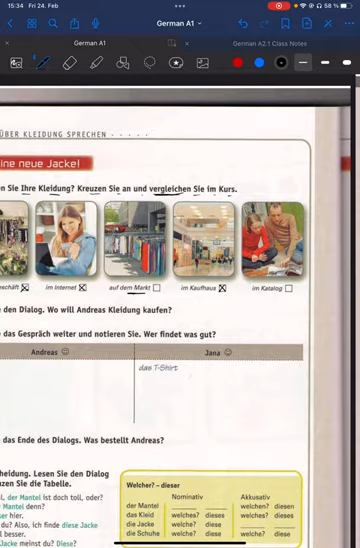 15:34 Fri 24. Feb
58 %
German A1
German A1
German A2.1 Class Notes
ÜBER KLEIDUNG SPRECHEN
ine neue Jacke!
en Sie Ihre Kleidung? Kreuzen Sie an und vergleichen Sie im Kurs.
im Internet
auf dem Markt
im Kaufhaus
im Katalog
e den Dialog. Wo will Andreas Kleidung kaufen?
das Gespräch weiter und notieren Sie. Wer findet was gut?
Andreas
Jana
das T-Shirt
das Ende des Dialogs. Was bestellt Andreas?
cheidung. Lesen Sie den Dialog
nzen Sie die Tabelle.
al, der Mantel ist doch toll, oder?
r Mantel denn?
ser hier.
du? Also, ich finde diese Jacke
l besser.
Jacke meinst du? Diese?
Welcher? – dieser
Nominativ Akkusativ
der Mantel welchen? diesen
das Kleid welches? dieses welches? dieses
die Jacke welche? diese
die Schuhe welche? diese welche? diese